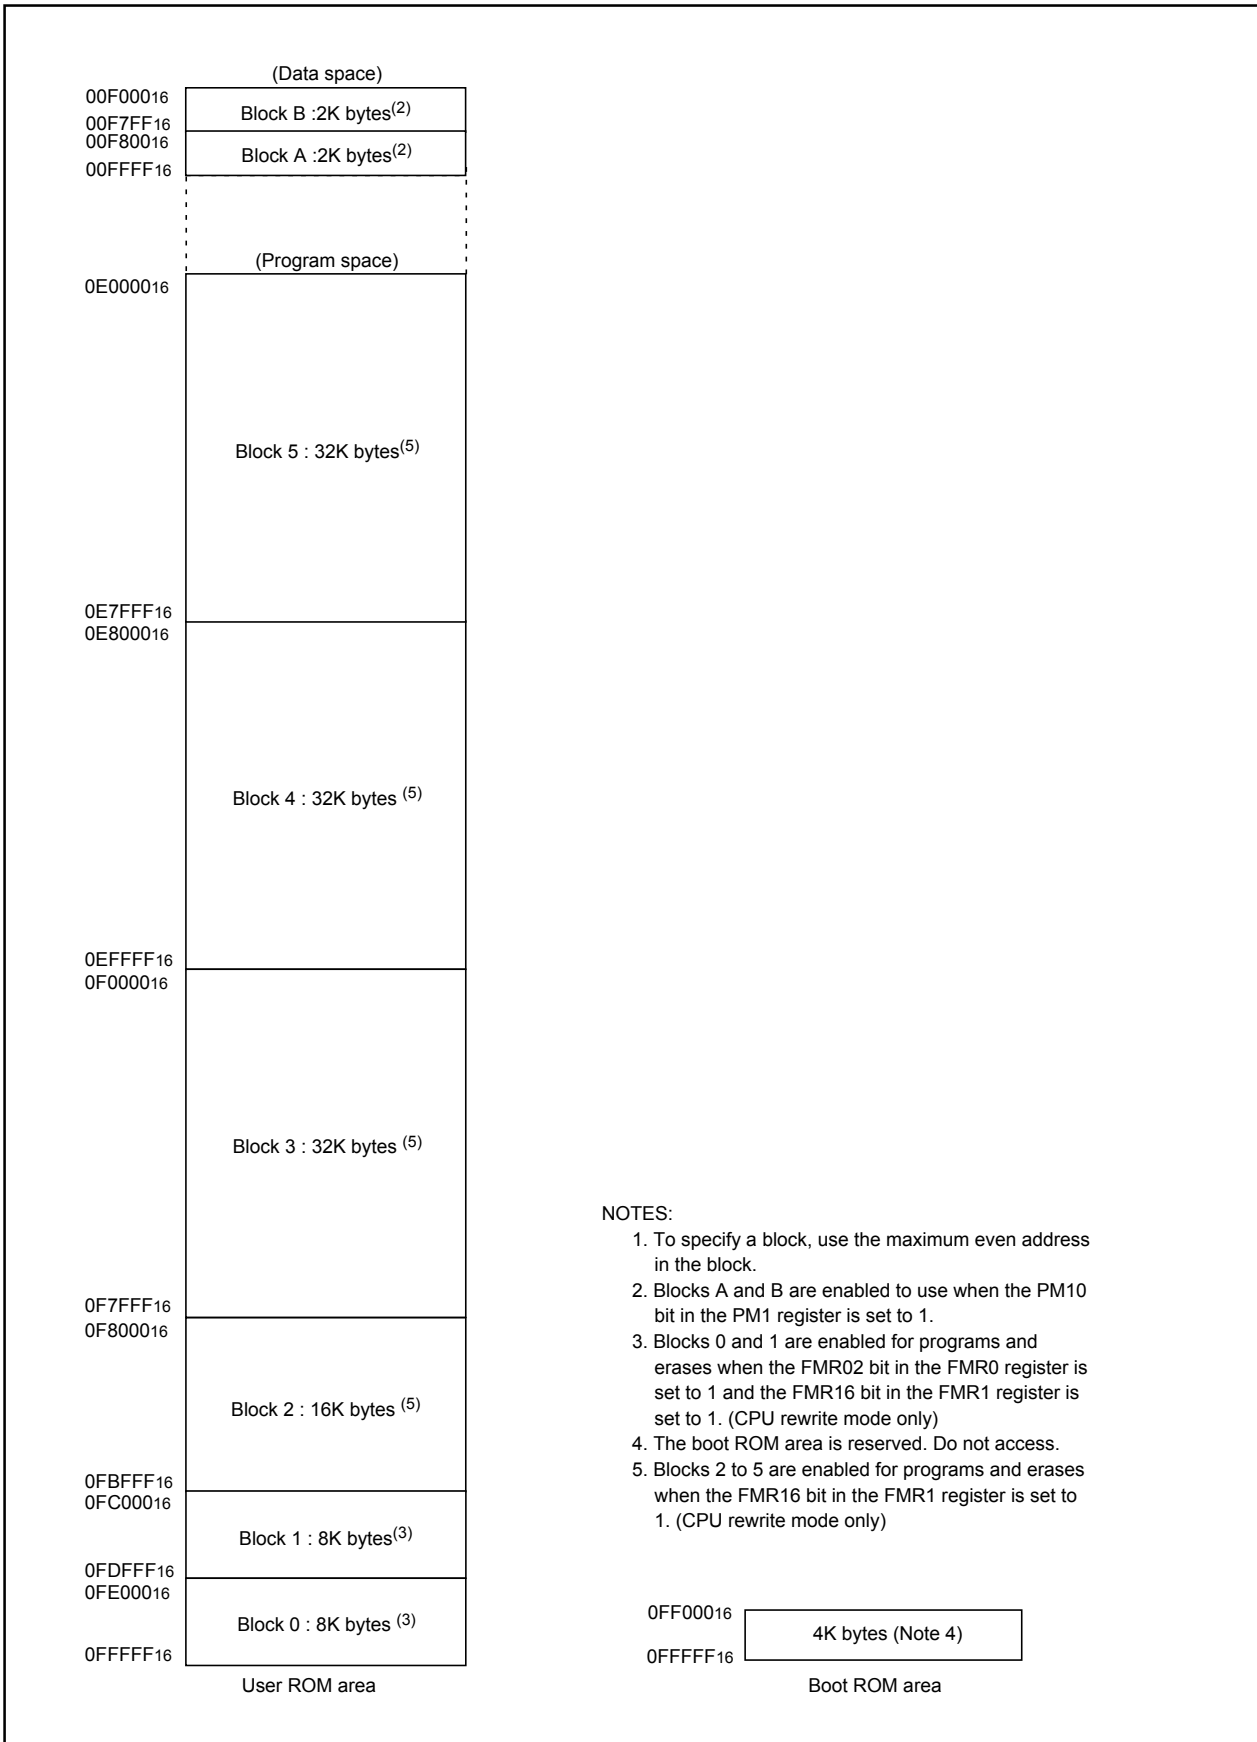 (Data space)
00F00016
Block B :2K bytes(2)
00F7FF16
00F80016
Block A :2K bytes(2)
00FFFF16
(Program space)
0E000016
Block 5 : 32K bytes(5)
0E7FFF16
0E800016
Block 4 : 32K bytes (5)
0EFFFF16
0F000016
Block 3 : 32K bytes (5)
0F7FFF16
0F800016
Block 2 : 16K bytes (5)
0FBFFF16
0FC00016
Block 1 : 8K bytes(3)
0FDFFF16
0FE00016
Block 0 : 8K bytes (3)
0FFFFF16
User ROM area
NOTES:
1. To specify a block, use the maximum even address
in the block.
2. Blocks A and B are enabled to use when the PM10
bit in the PM1 register is set to 1.
3. Blocks 0 and 1 are enabled for programs and
erases when the FMR02 bit in the FMR0 register is
set to 1 and the FMR16 bit in the FMR1 register is
set to 1. (CPU rewrite mode only)
4. The boot ROM area is reserved. Do not access.
5. Blocks 2 to 5 are enabled for programs and erases
when the FMR16 bit in the FMR1 register is set to
1. (CPU rewrite mode only)
0FF00016
4K bytes (Note 4)
0FFFFF16
Boot ROM area